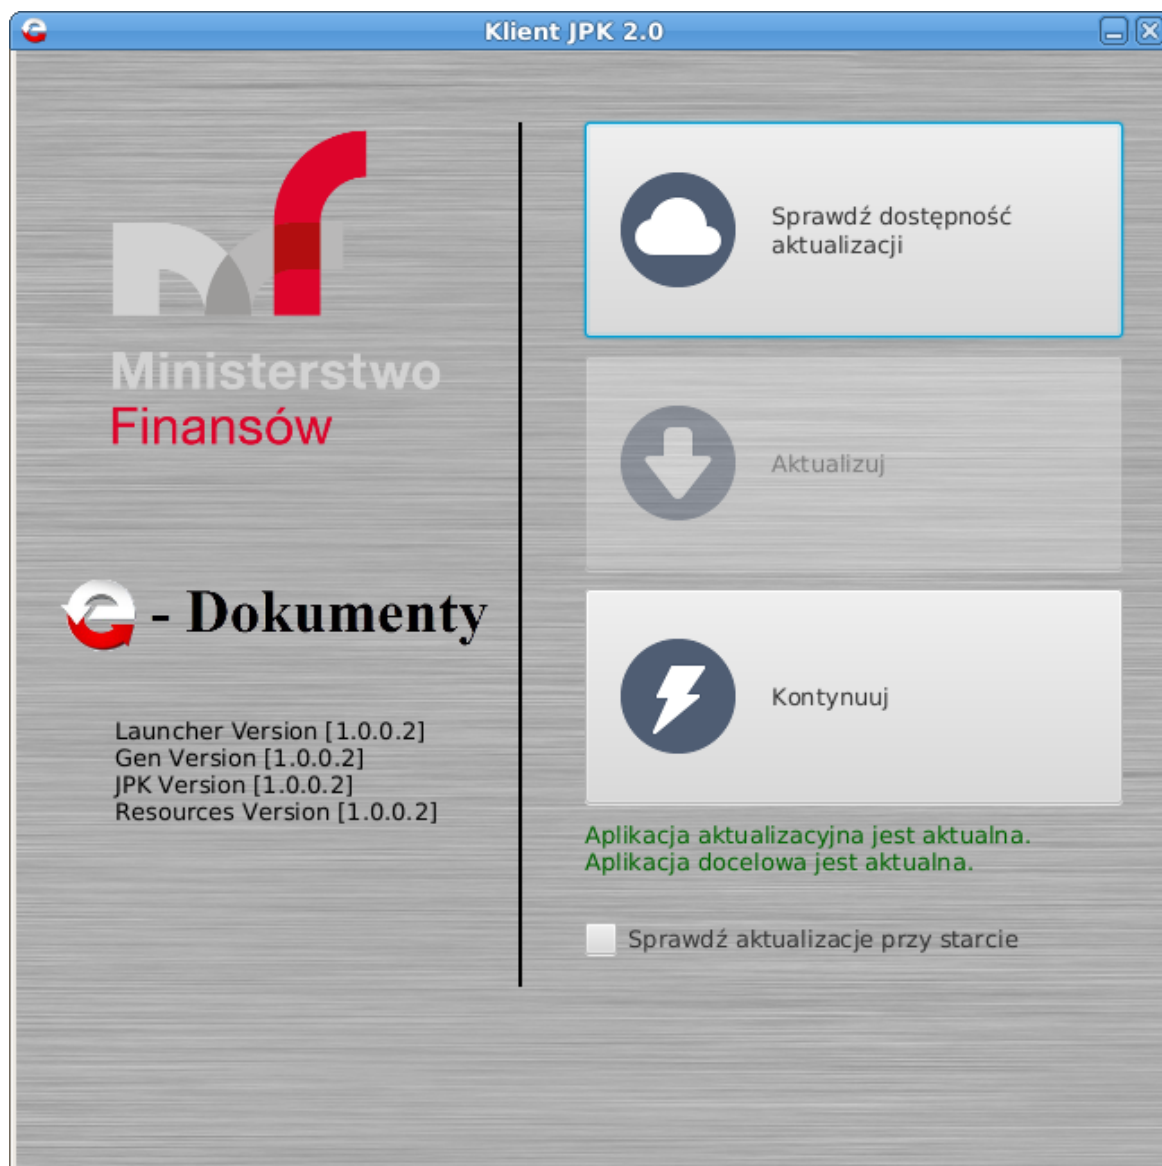 Klient JPK 2.0
Ministerstwo
Finansów
e - Dokumenty
Launcher Version [1.0.0.2]
Gen Version [1.0.0.2]
JPK Version [1.0.0.2]
Resources Version [1.0.0.2]
Sprawdź dostępność
aktualizacji
Aktualizuj
Kontynuuj
Aplikacja aktualizacyjna jest aktualna.
Aplikacja docelowa jest aktualna.
Sprawdź aktualizacje przy starcie